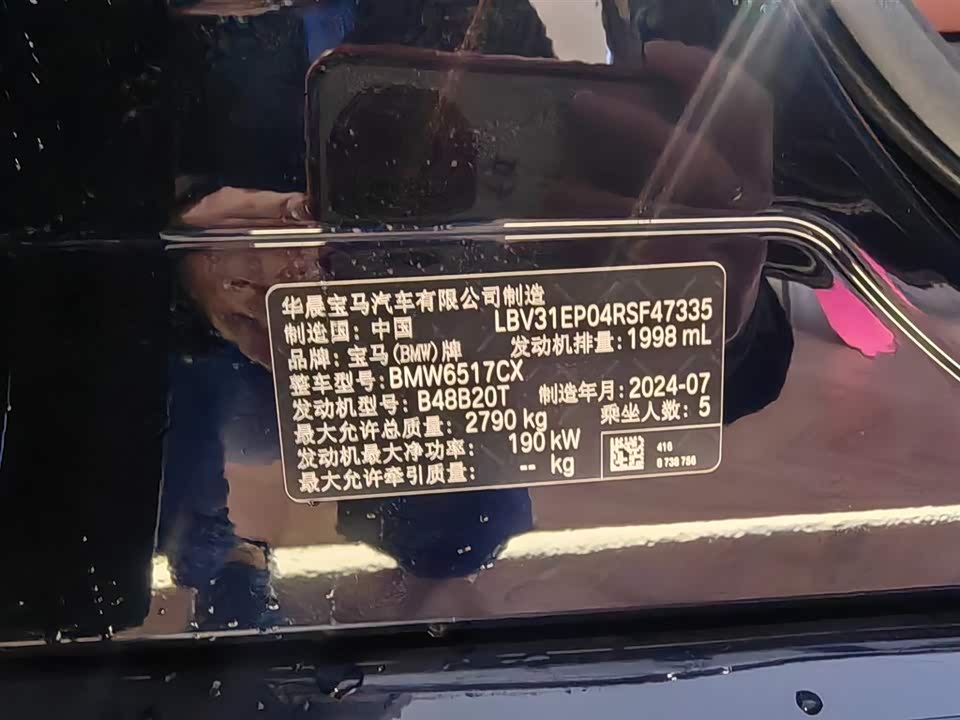 华晨宝马汽车有限公司制造
制造国：中国 LBV31EP04RSF47335
品牌：宝马(BMW)牌 发动机排量：1998 mL
整车型号：BMW6517CX
发动机型号：B48B20T 制造年月：2024-07
最大允许总质量：2790 kg 乘坐人数：5
发动机最大净功率：190 kW
最大允许牵引质量：-- kg
416
8 738 786